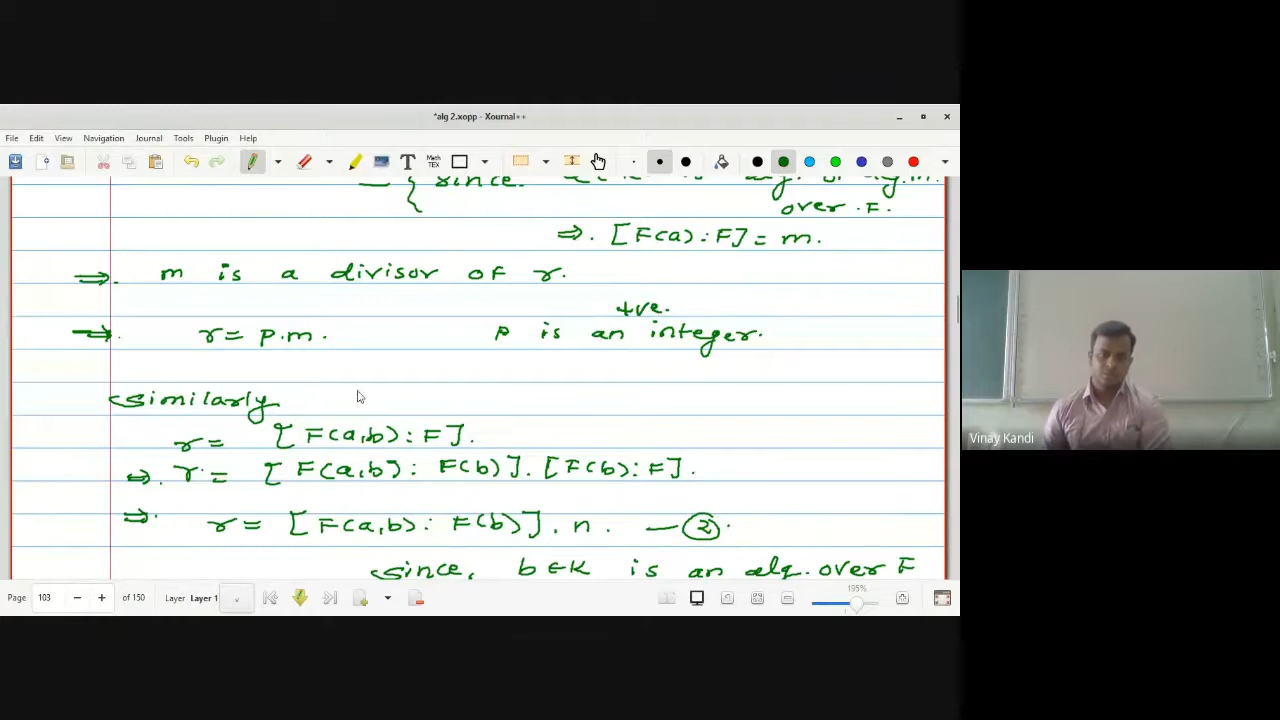 *alg 2.xopp - Xournal++
File Edit View Navigation Journal Tools Plugin Help
since.
over F.
⇒. [F(a) : F] = m.
⇒. m is a divisor of r.
+ve.
⇒. r = p.m. p is an integer.
similarly
r = [F(a,b) : F].
⇒. r = [F(a,b) : F(b)]. [F(b) : F].
⇒. r = [F(a,b) : F(b)]. n. — ②.
since, b ∈ K is an alg. over F
Vinay Kandi
195%
Page 103 of 150 Layer Layer 1